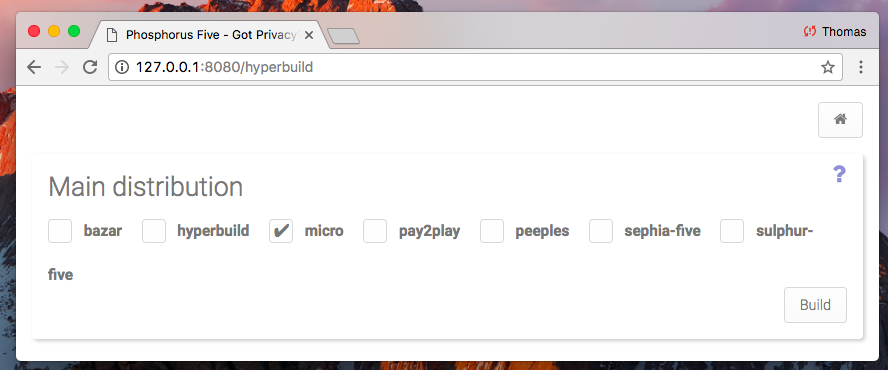 Phosphorus Five - Got Privacy
Thomas
127.0.0.1:8080/hyperbuild
?
Main distribution
✔ bazar hyperbuild micro pay2play peeples sephia-five sulphur-
five
Build